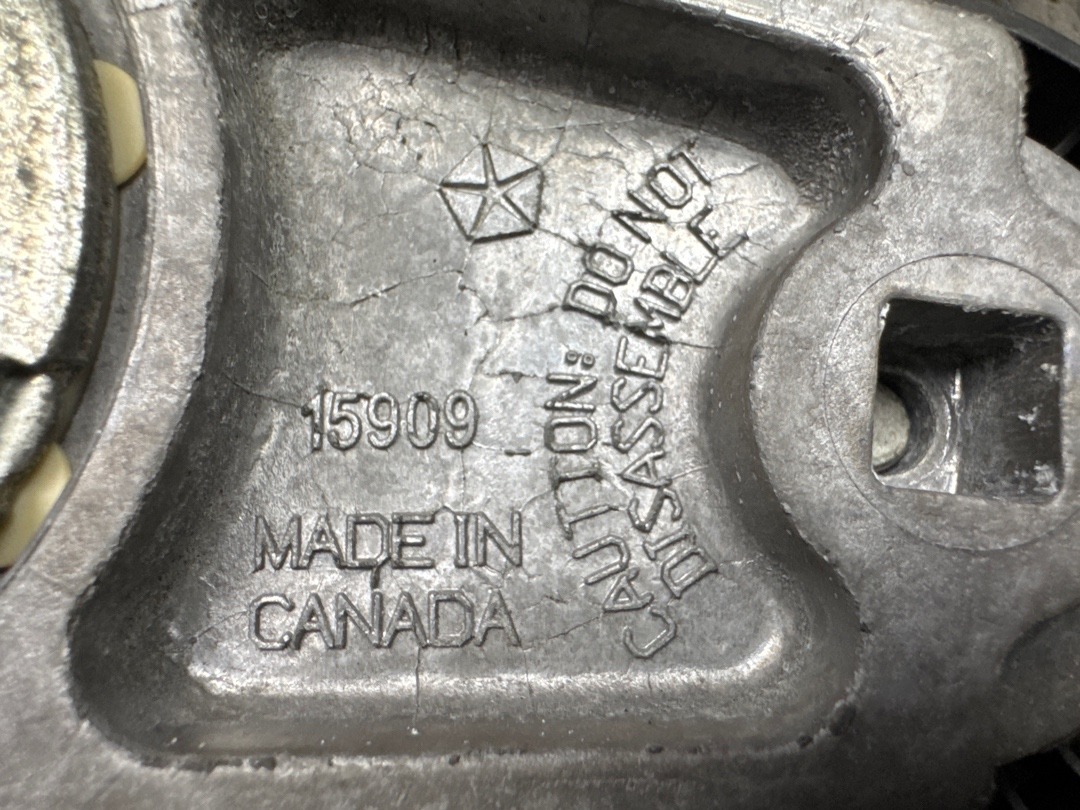 15909
MADE IN
CANADA
CAUTION: DO NOT
DISASSEMBLE